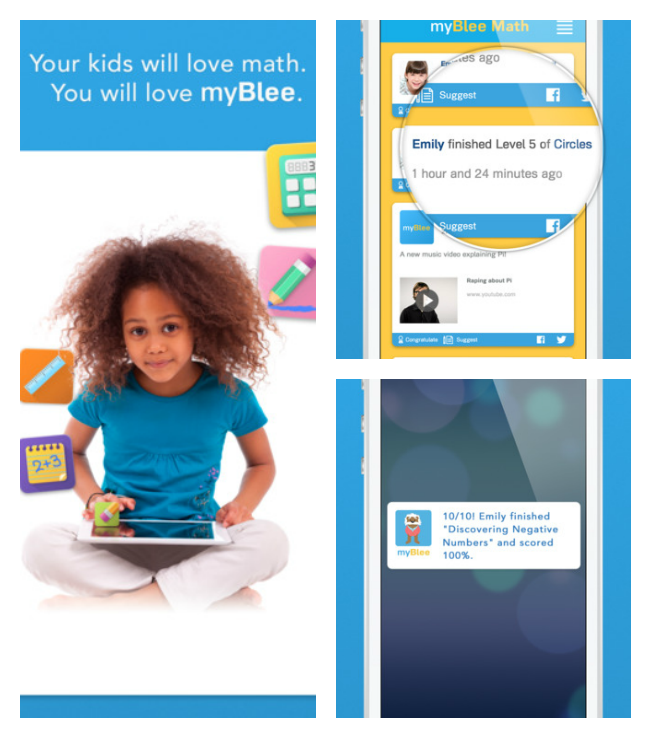 Your kids will love math.
You will love myBlee.
2+3
myBlee Math
ago
Suggest
Emily finished Level 5 of Circles
1 hour and 24 minutes ago
myBlee
Suggest
A new music video explaining Pi!
Raping about Pi
www.youtube.com
Congratulate Suggest
10/10! Emily finished
"Discovering Negative
Numbers" and scored
100%.
myBlee